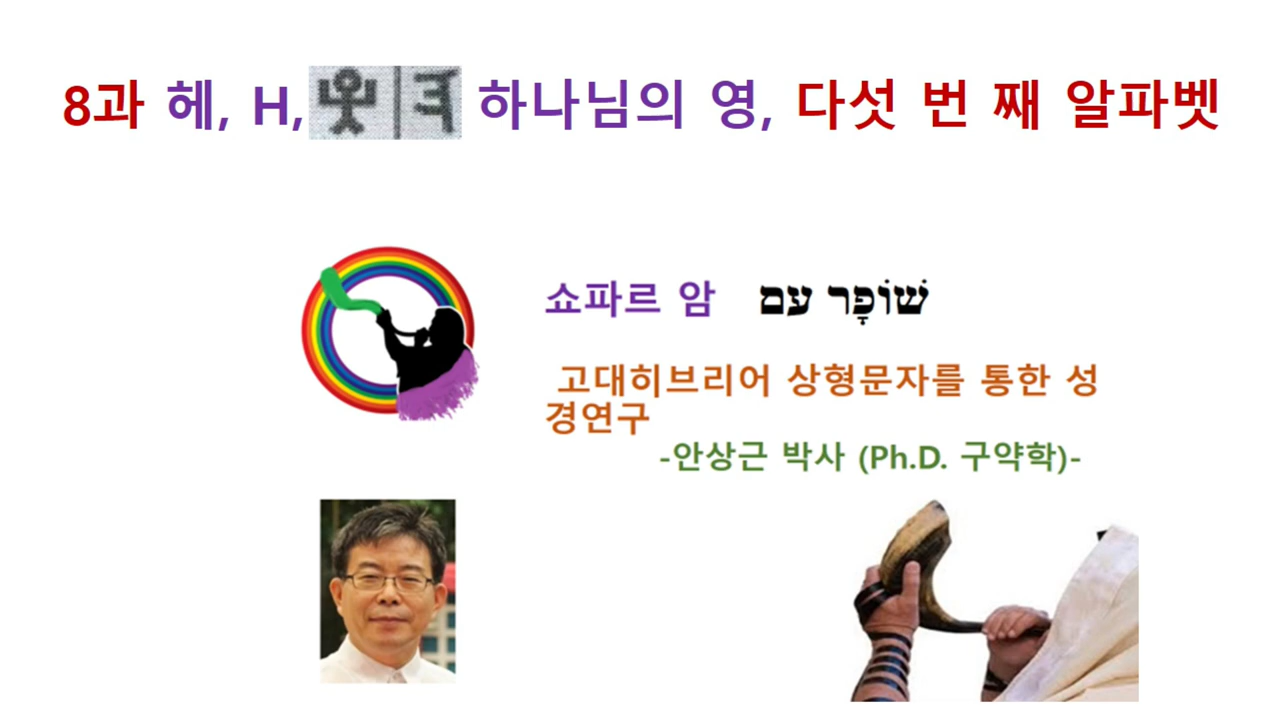 8과 헤, H, 하나님의 영, 다섯 번 째 알파벳
쇼파르 암 שׁוֹפָר עם
고대히브리어 상형문자를 통한 성
경연구
-안상근 박사 (Ph.D. 구약학)-